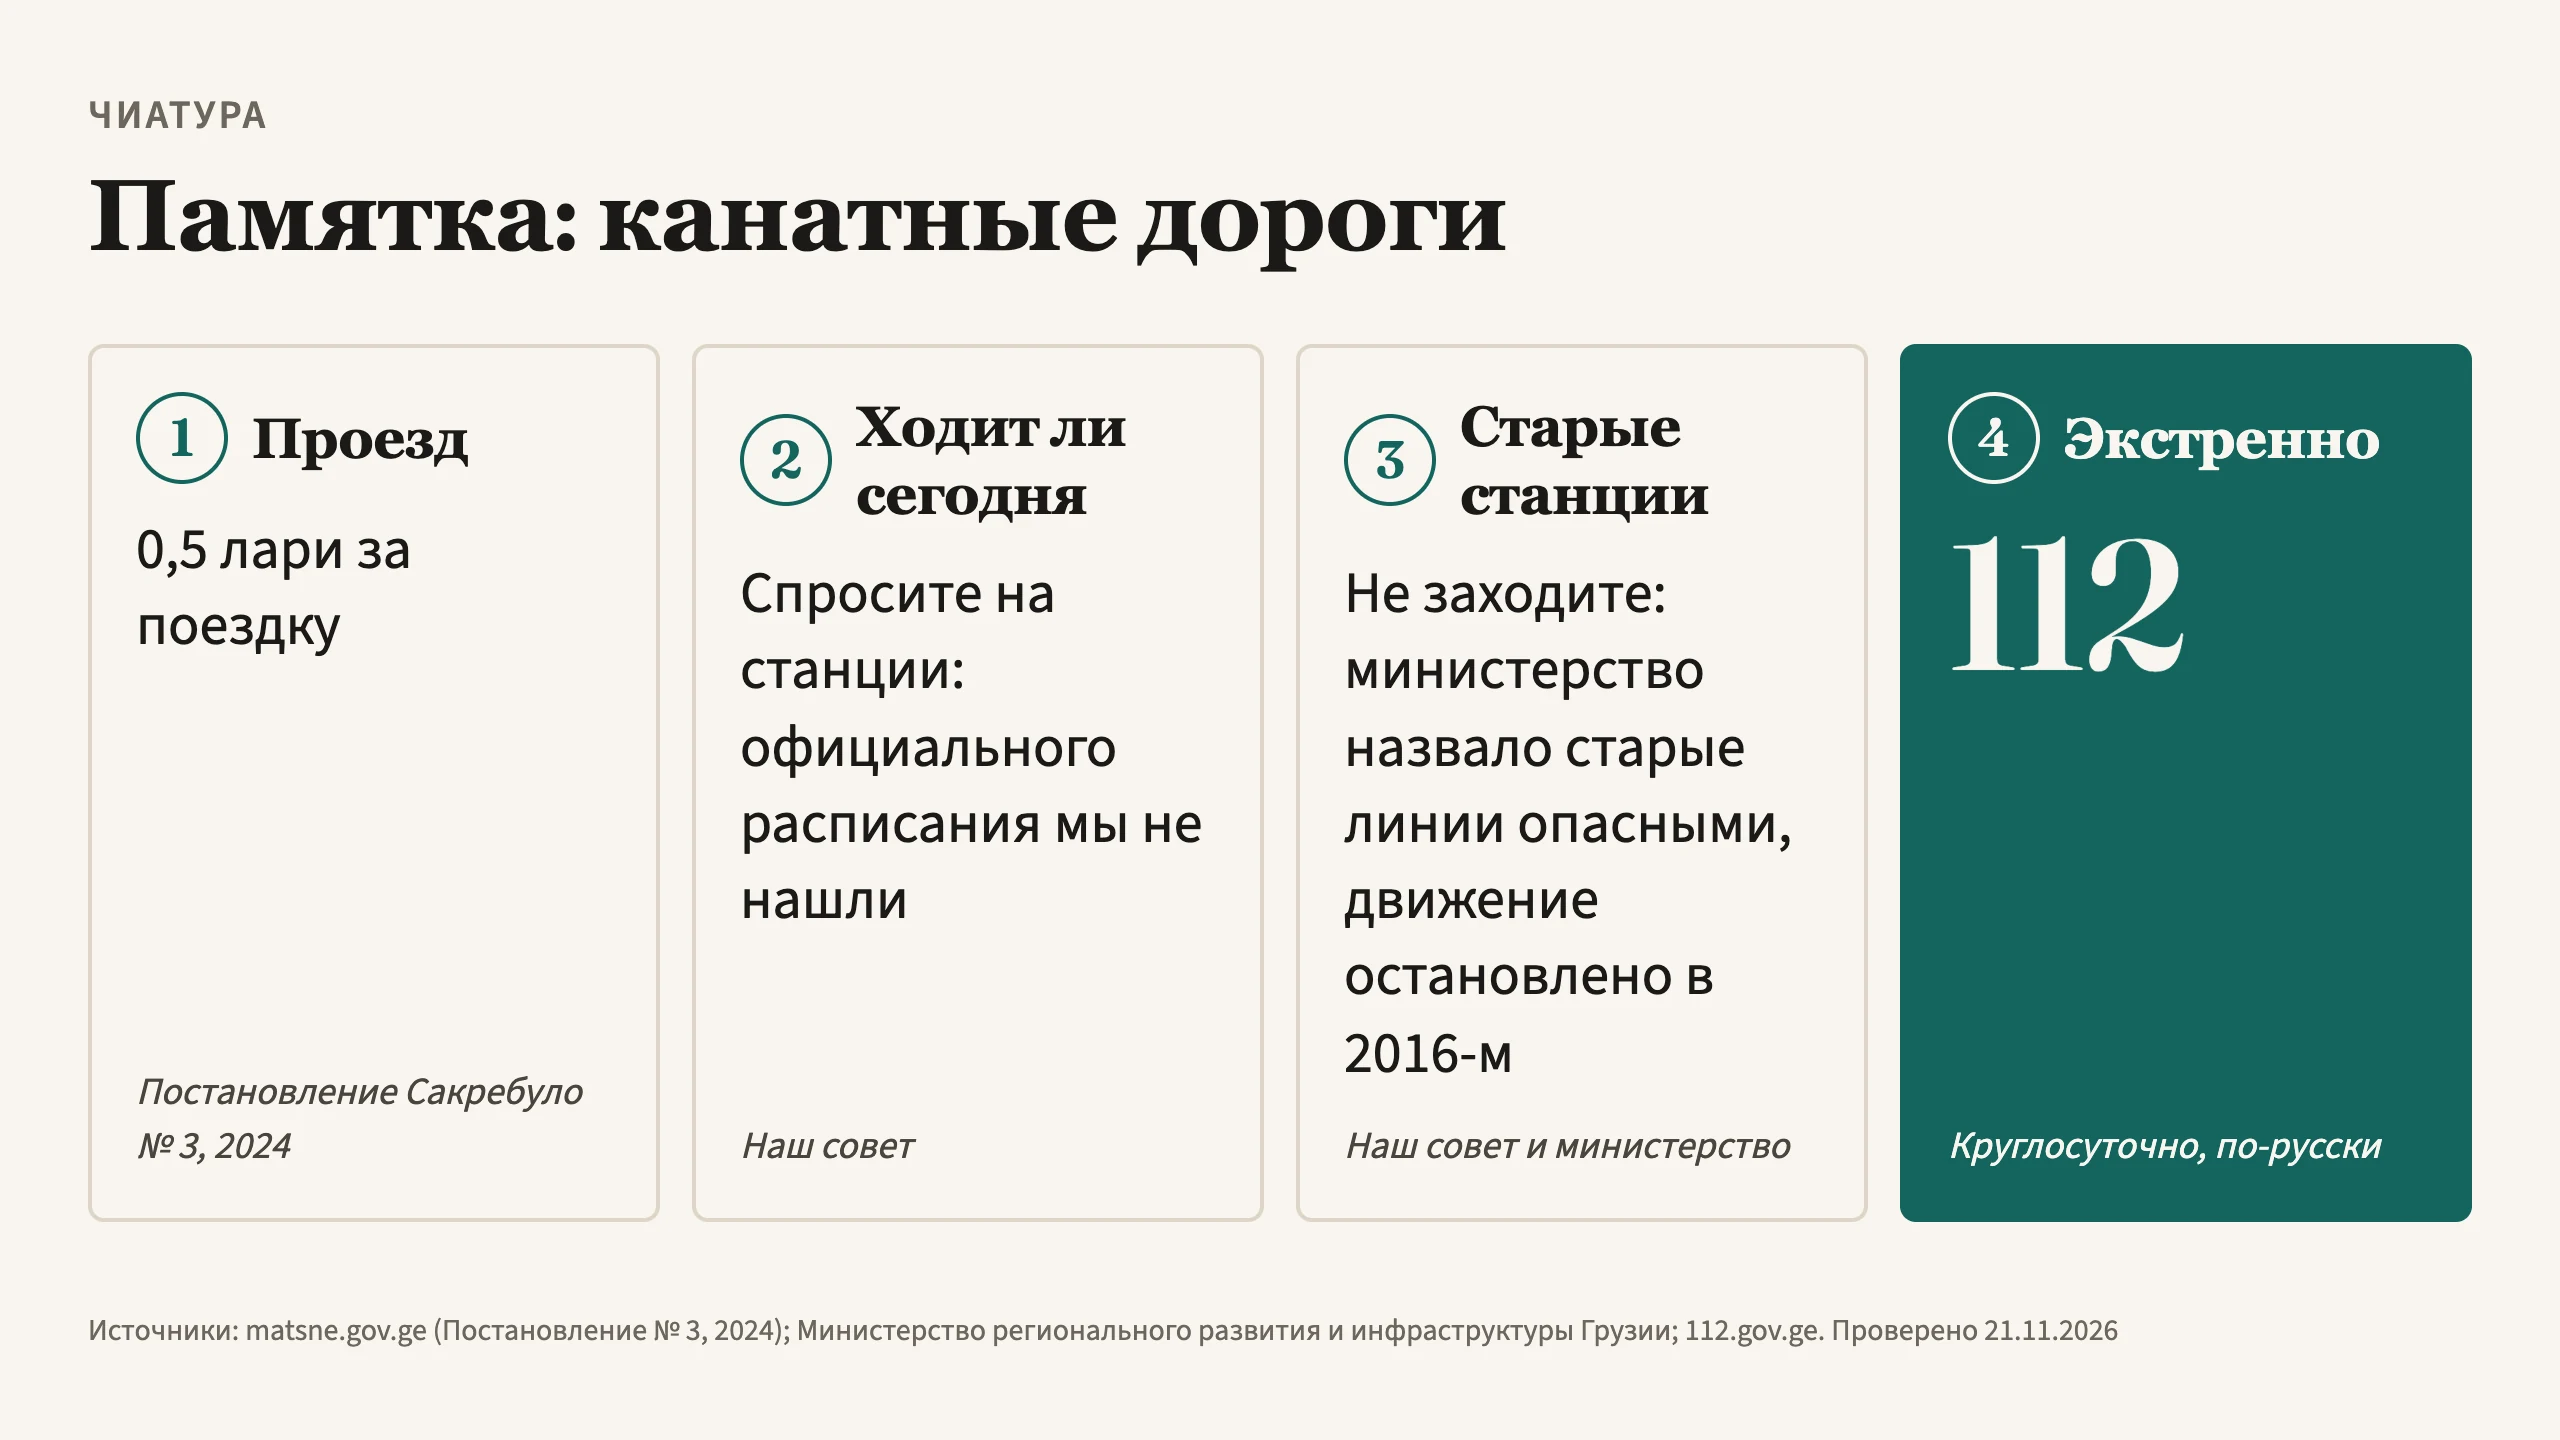 ЧИАТУРА
Памятка: канатные дороги
1
Проезд
0,5 лари за
поездку
Постановление Сакребуло
№ 3, 2024
2
Ходит ли
сегодня
Спросите на
станции:
официального
расписания мы не
нашли
Наш совет
3
Старые
станции
Не заходите:
министерство
назвало старые
линии опасными,
движение
остановлено в
2016-м
Наш совет и министерство
4
Экстренно
112
Круглосуточно, по-русски
Источники: matsne.gov.ge (Постановление № 3, 2024); Министерство регионального развития и инфраструктуры Грузии; 112.gov.ge. Проверено 21.11.2026